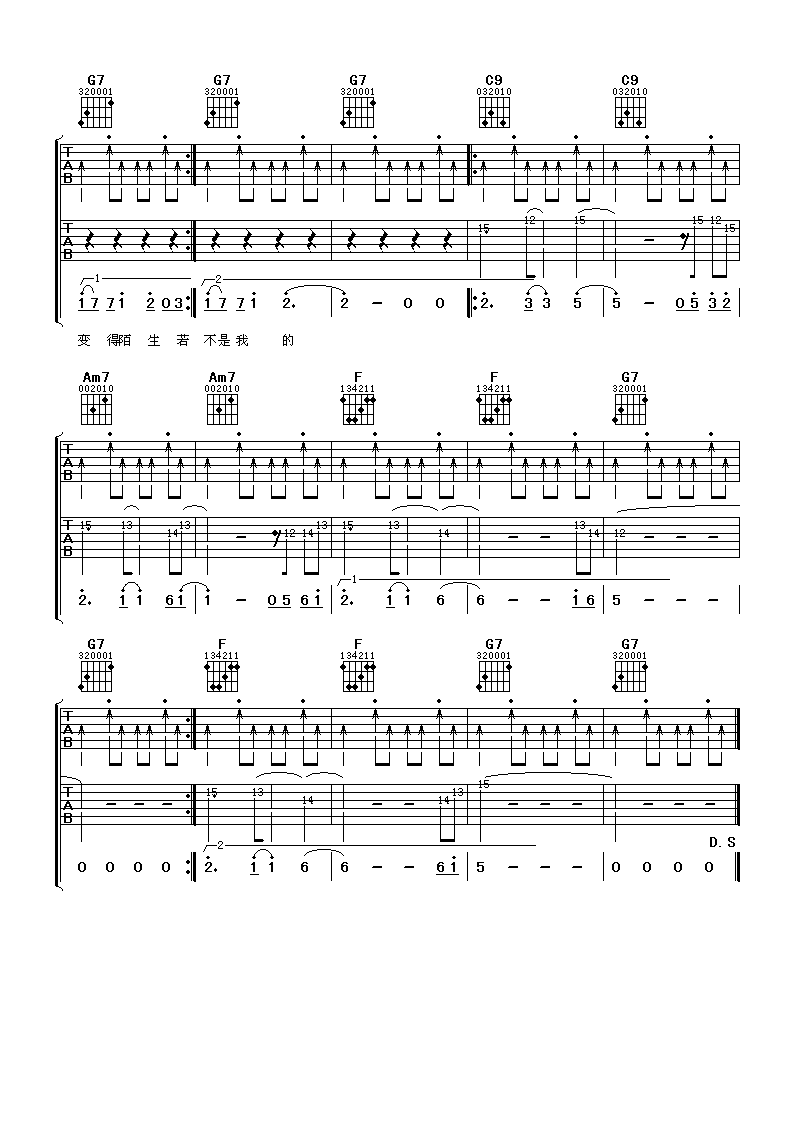 G7 G7 G7 C9 C9
320001 320001 320001 032010 032010
T A B
T A B 15 12 15 15 12 15
1 2
1 7 7 1 2 0 3 1 7 7 1 2. 2 - 0 0 2. 3 3 5 5 - 0 5 3 2
变 得陌 生 若 不是 我 的
Am7 Am7 F F G7
002010 002010 134211 134211 320001
T A B
T A B 15 13 14 13 - 12 14 13 15 13 14 - - 13 14 12 - - -
1
2. 1 1 6 1 1 - 0 5 6 1 2. 1 1 6 6 - - 1 6 5 - - -
G7 F F G7 G7
320001 134211 134211 320001 320001
T A B
T A B - - - 15 13 14 - - 14 13 15 - - - - - -
2 D.S
0 0 0 0 2. 1 1 6 6 - - 6 1 5 - - - 0 0 0 0